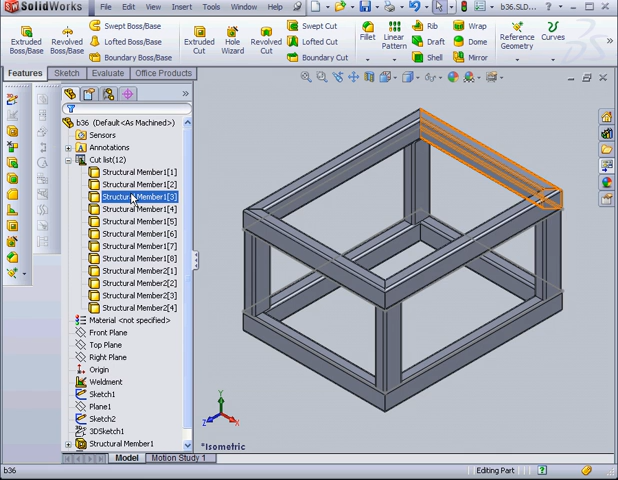 SolidWorks
File Edit View Insert Tools Window Help
b36.SLD...
Extruded Boss/Base
Revolved Boss/Base
Swept Boss/Base
Lofted Boss/Base
Boundary Boss/Base
Extruded Cut
Hole Wizard
Revolved Cut
Swept Cut
Lofted Cut
Boundary Cut
Fillet
Linear Pattern
Rib
Draft
Shell
Wrap
Dome
Mirror
Reference Geometry
Curves
Features Sketch Evaluate Office Products
b36 (Default<As Machined>)
Sensors
Annotations
Cut list(12)
Structural Member1[1]
Structural Member1[2]
Structural Member1[3]
Structural Member1[4]
Structural Member1[5]
Structural Member1[6]
Structural Member1[7]
Structural Member1[8]
Structural Member2[1]
Structural Member2[2]
Structural Member2[3]
Structural Member2[4]
Material <not specified>
Front Plane
Top Plane
Right Plane
Origin
Weldment
Sketch1
Plane1
Sketch2
3DSketch1
Structural Member1
Y
Z
X
*Isometric
Model Motion Study 1
b36
Editing Part